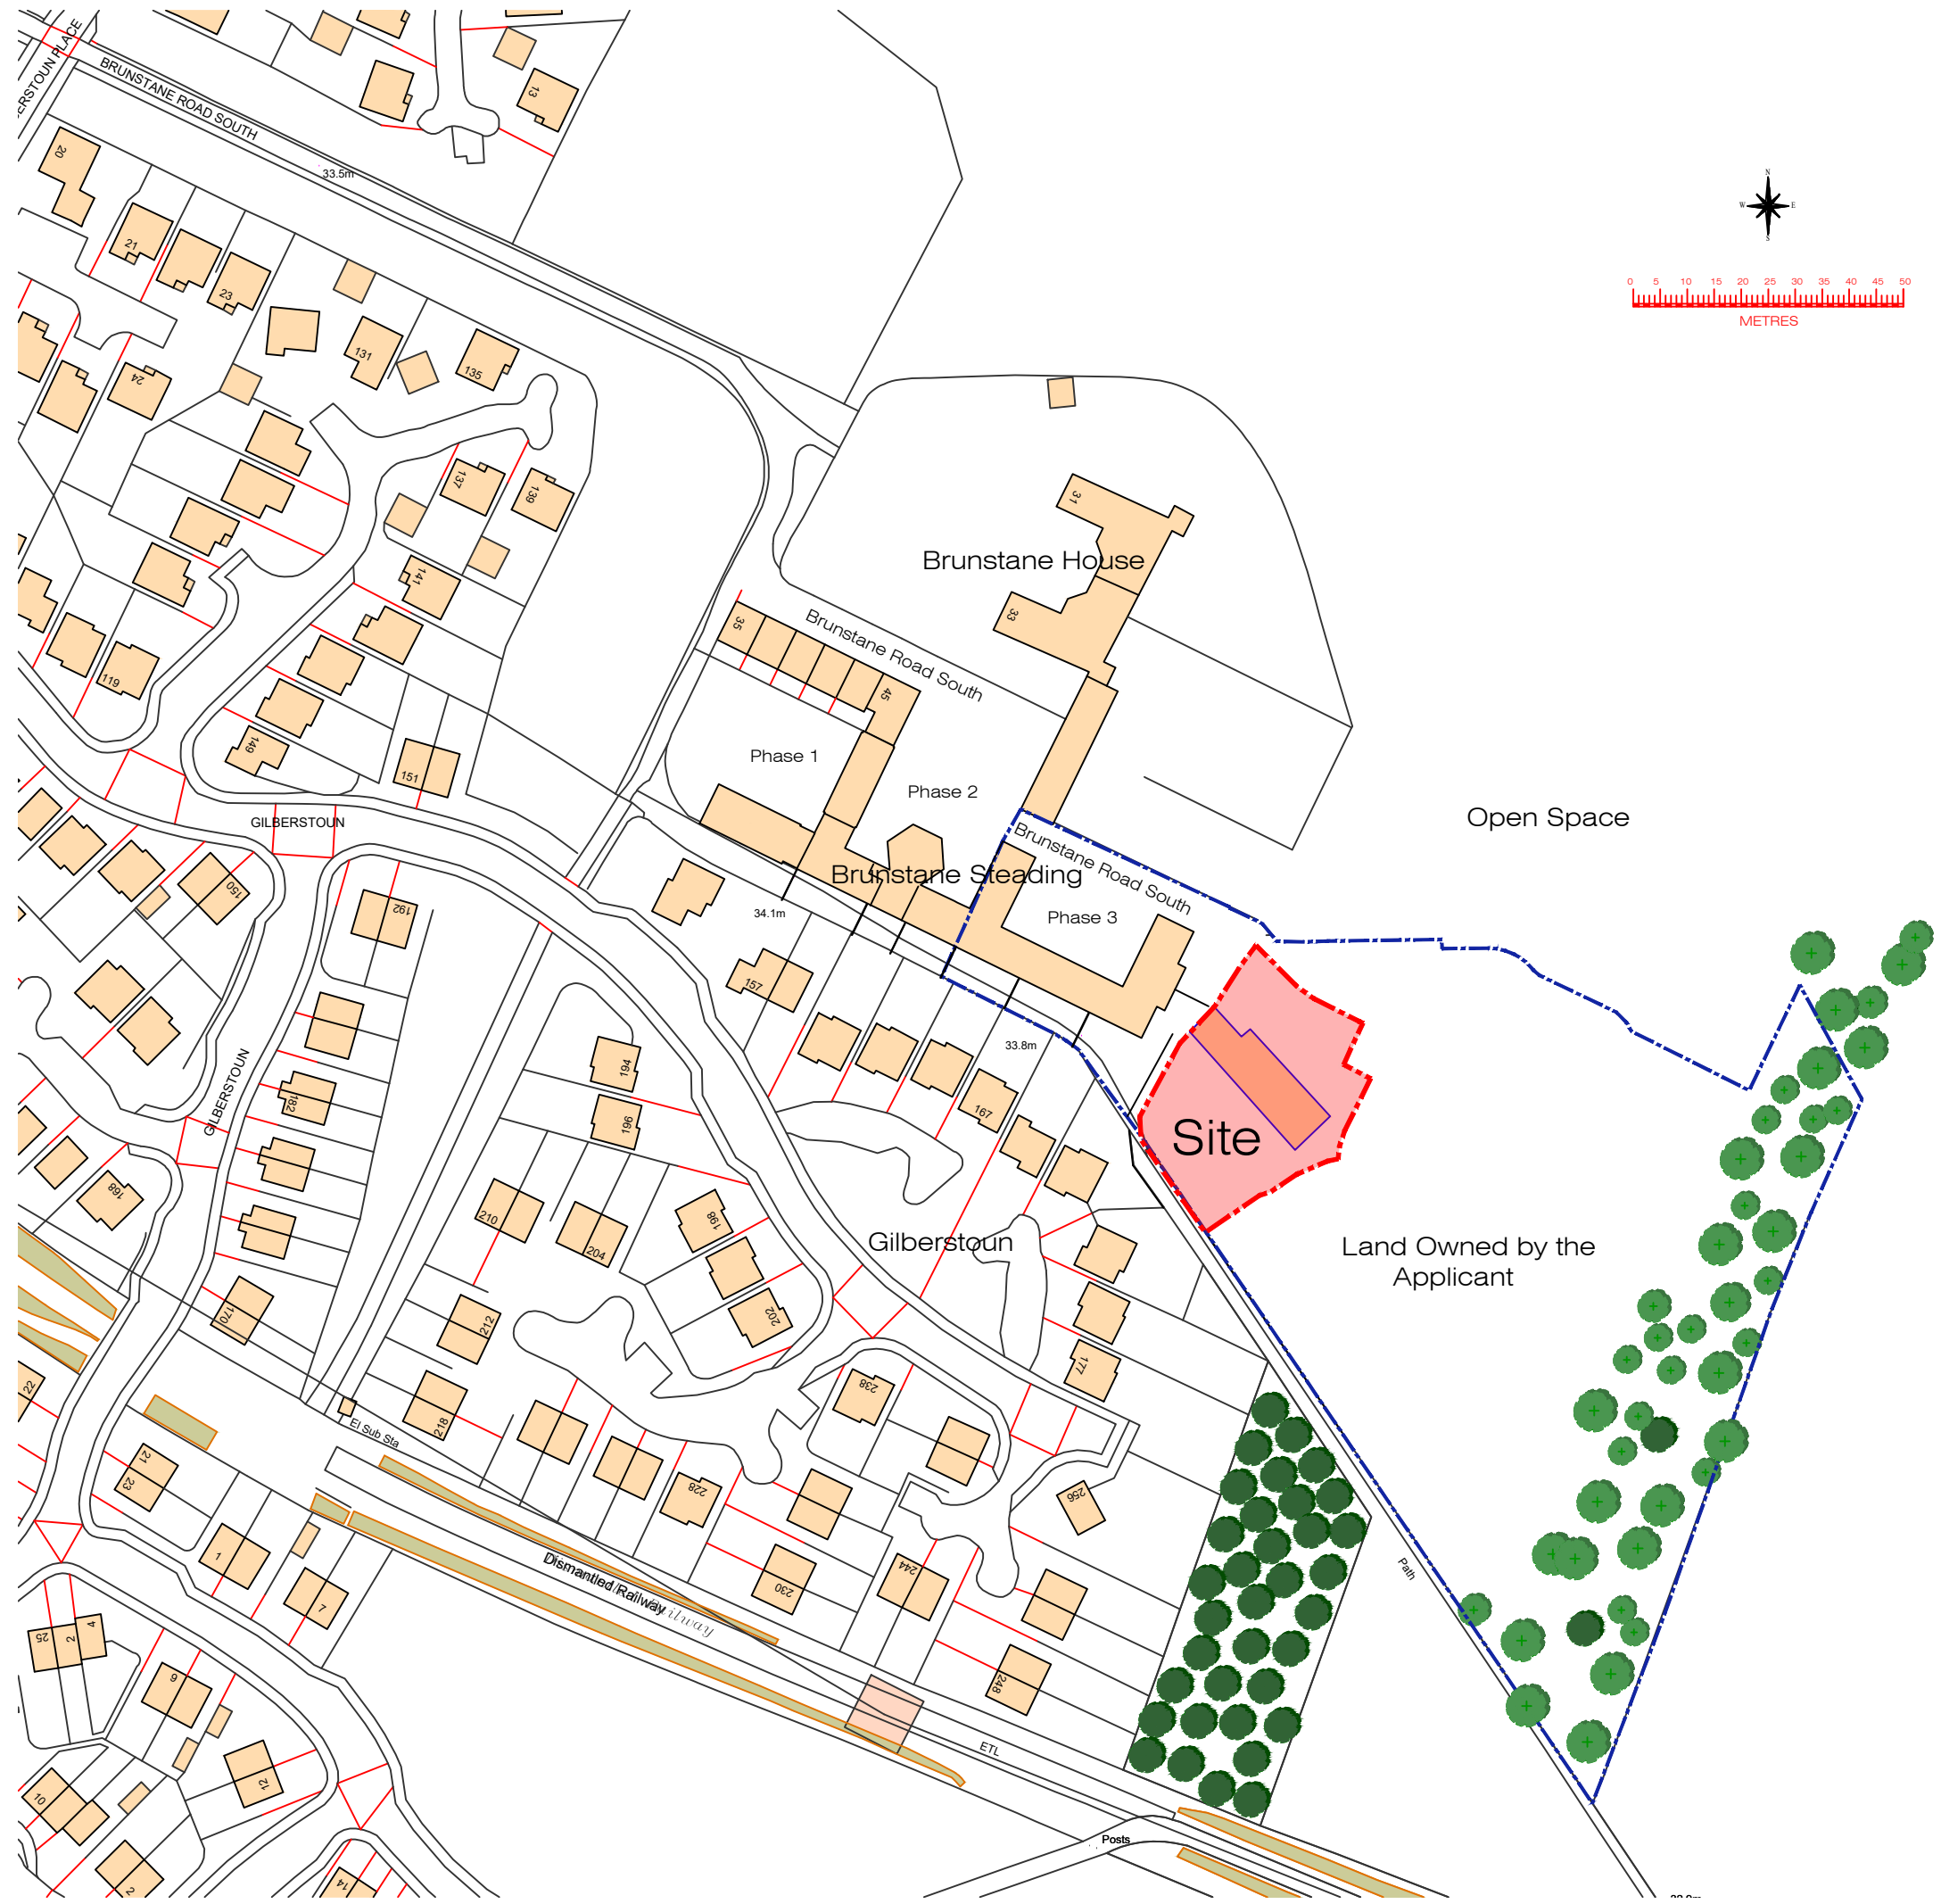 BRUNSTANE ROAD SOUTH
33.5m
13
20
21
23
131
135
24
137
139
141
119
149
151
GILBERSTOUN
N
W
E
S
0 5 10 15 20 25 30 35 40 45 50
METRES
31
Brunstane House
33
35
Brunstane Road South
45
Phase 1
Phase 2
Open Space
Brunstane Road South
Brunstane Steading
Phase 3
34.1m
150
192
157
33.8m
194
GILBERSTOUN
182
167
196
Site
168
210
204
198
Gilberstoun
Land Owned by the
Applicant
170
212
202
177
22
218
238
El Sub Sta
21
23
228
256
Path
1
7
Dismantled Railway
230
244
25
2
4
9
248
ETL
12
10
Posts
2
14